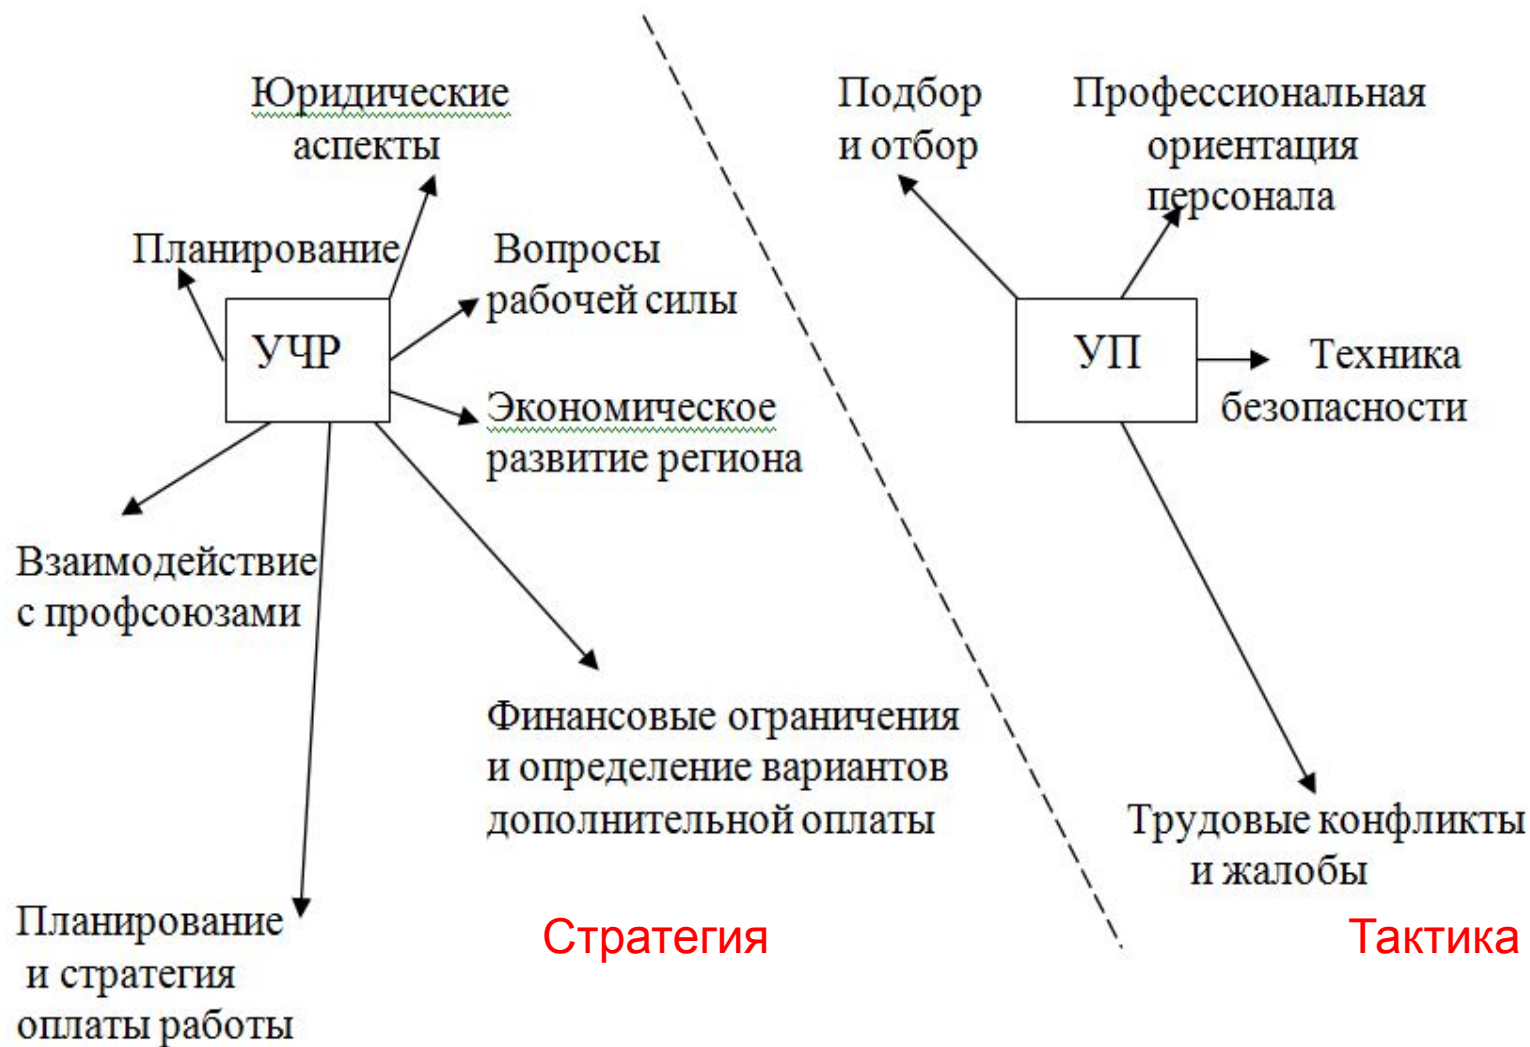 Юридические
аспекты
Планирование
Вопросы
рабочей силы
УЧР
Экономическое
развитие региона
Взаимодействие
с профсоюзами
Финансовые ограничения
и определение вариантов
дополнительной оплаты
Планирование
и стратегия
оплаты работы
Стратегия
Подбор
и отбор
Профессиональная
ориентация
персонала
УП
Техника
безопасности
Трудовые конфликты
и жалобы
Тактика